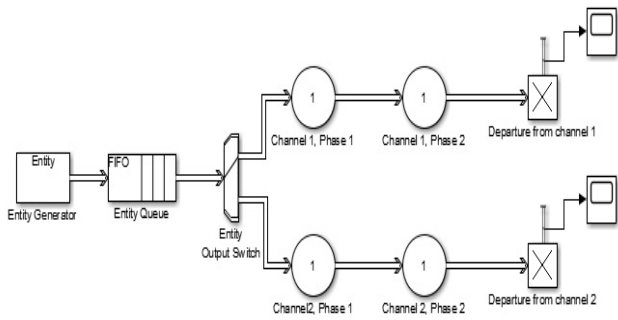 1
Channel 1, Phase 1
1
Channel 1, Phase 2
Departure from channel 1
Entity
Entity Generator
FIFO
Entity Queue
Entity
Output Switch
1
Channel2, Phase 1
1
Channel 2, Phase 2
Departure from channel 2